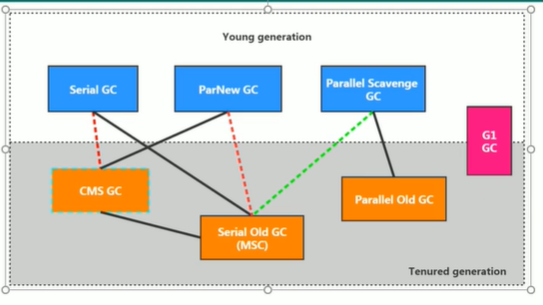 Young generation
Serial GC
ParNew GC
Parallel Scavenge
GC
G1
GC
CMS GC
Parallel Old GC
Serial Old GC
(MSC)
Tenured generation